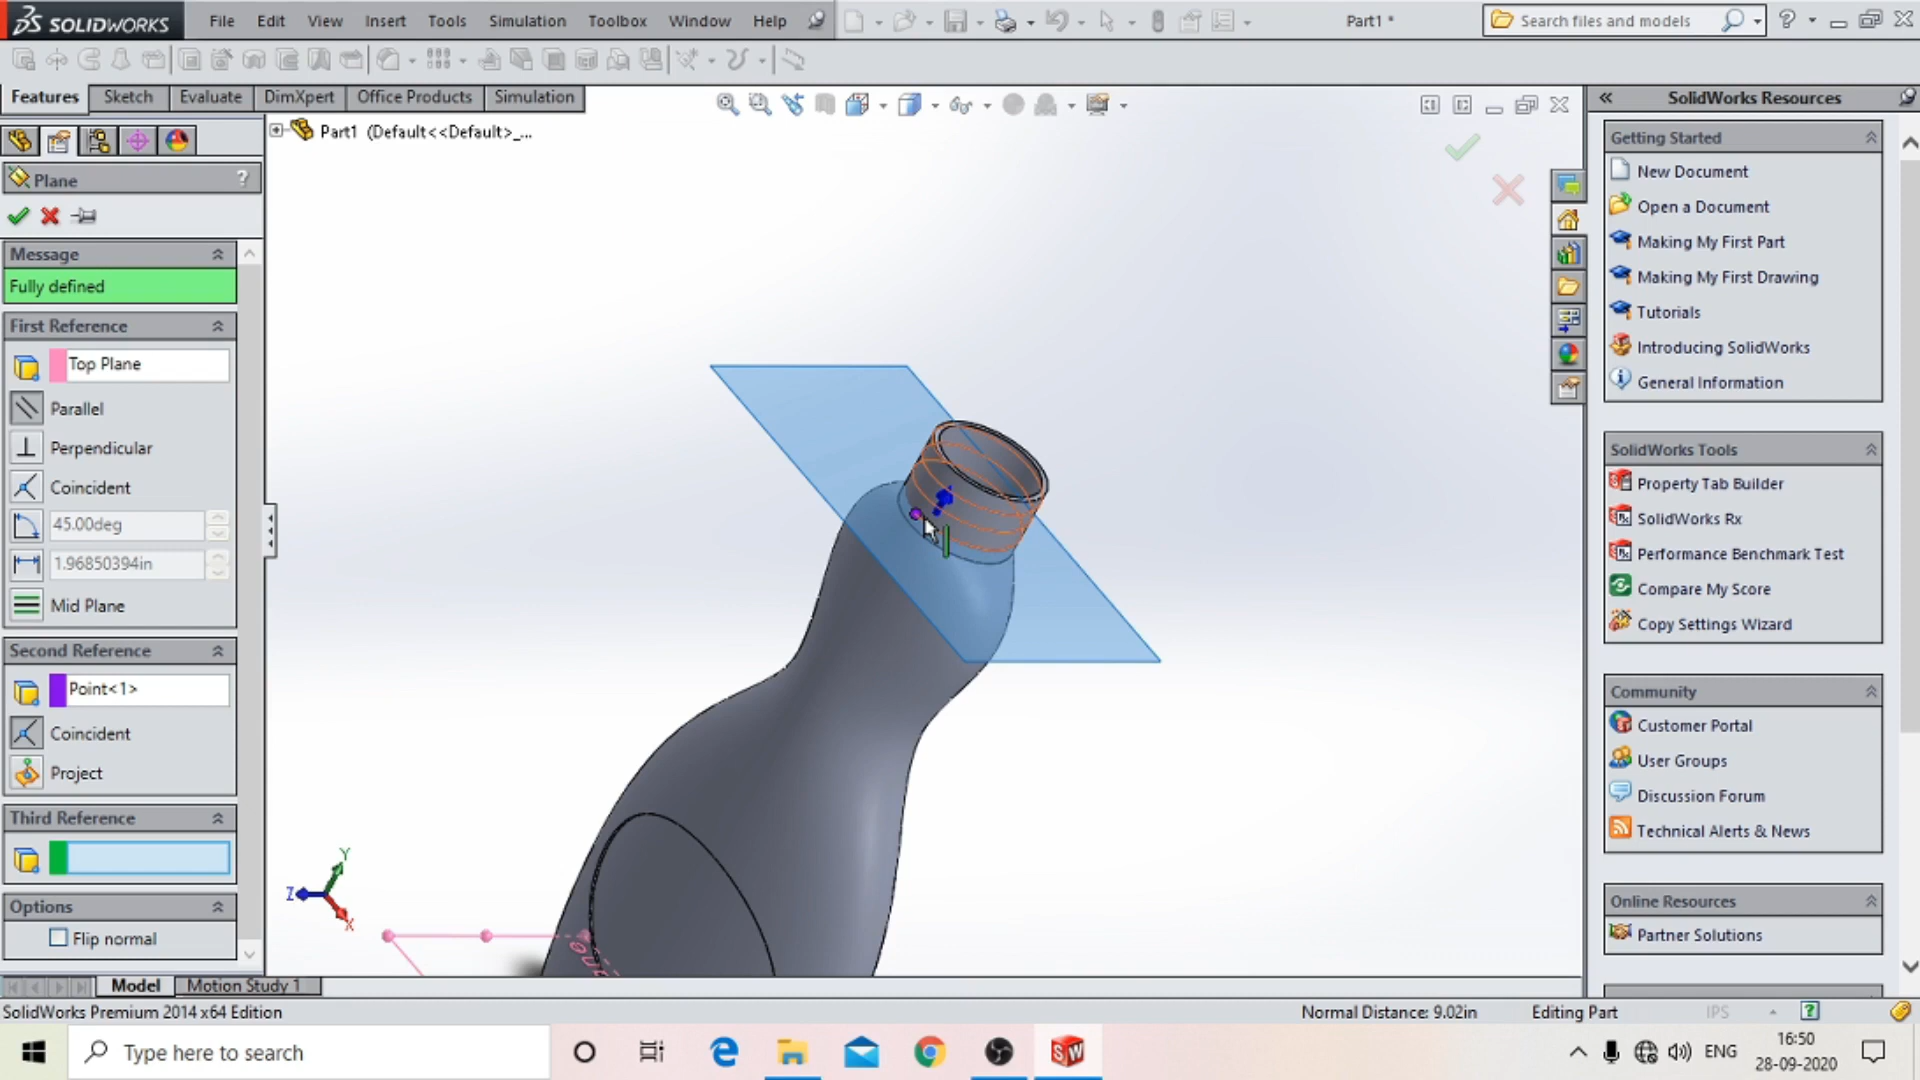 SOLIDWORKS File Edit View Insert Tools Simulation Toolbox Window Help Part1 * Search files and models
Features Sketch Evaluate DimXpert Office Products Simulation
Part1 (Default<<Default>_...
Plane ?
Message
Fully defined
First Reference
Top Plane
Parallel
Perpendicular
Coincident
45.00deg
1.96850394in
Mid Plane
Second Reference
Point<1>
Coincident
Project
Third Reference
Options
Flip normal
Y
Z
X
SolidWorks Resources
Getting Started
New Document
Open a Document
Making My First Part
Making My First Drawing
Tutorials
Introducing SolidWorks
General Information
SolidWorks Tools
Property Tab Builder
SolidWorks Rx
Performance Benchmark Test
Compare My Score
Copy Settings Wizard
Community
Customer Portal
User Groups
Discussion Forum
Technical Alerts & News
Online Resources
Partner Solutions
Model Motion Study 1
SolidWorks Premium 2014 x64 Edition Normal Distance: 9.02in Editing Part IPS
Type here to search
ENG
16:50
28-09-2020